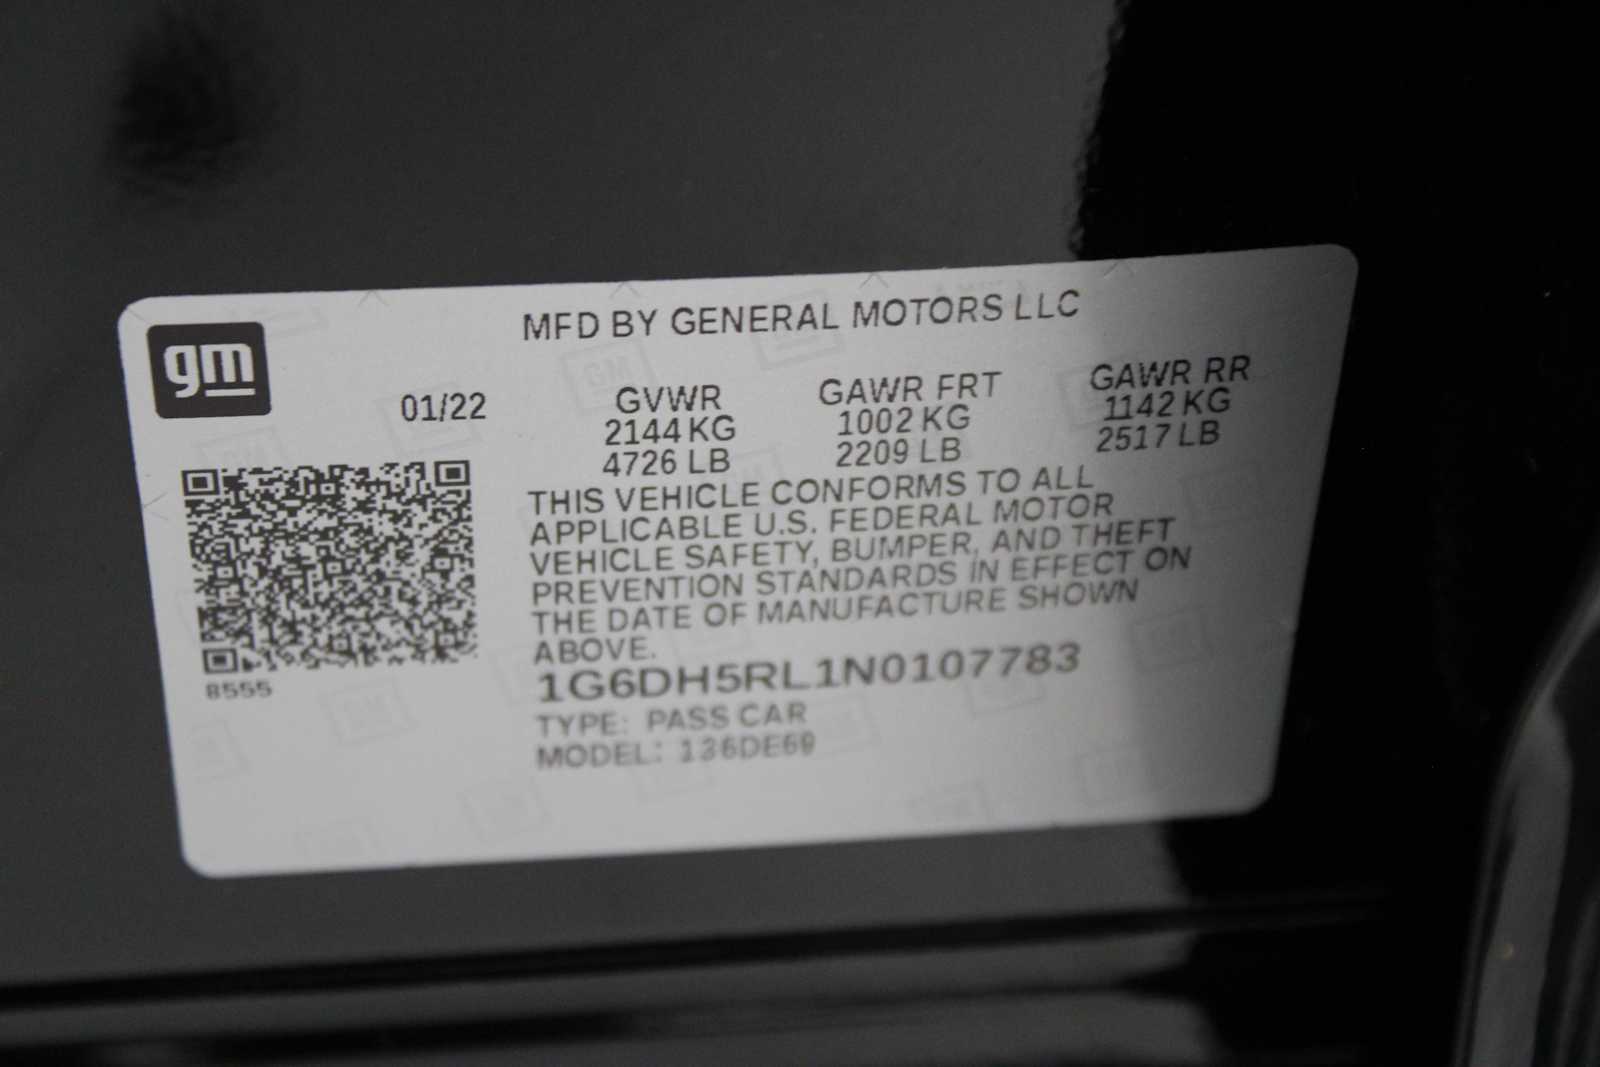 MFD BY GENERAL MOTORS LLC
gm
01/22
GVWR
2144 KG
4726 LB
GAWR FRT
1002 KG
2209 LB
GAWR RR
1142 KG
2517 LB
THIS VEHICLE CONFORMS TO ALL
APPLICABLE U.S. FEDERAL MOTOR
VEHICLE SAFETY, BUMPER, AND THEFT
PREVENTION STANDARDS IN EFFECT ON
THE DATE OF MANUFACTURE SHOWN
ABOVE.
8555
1G6DH5RL1N0107783
TYPE: PASS CAR
MODEL: 136DE69